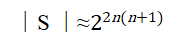 | S | ≈2^{2n(n+1)}